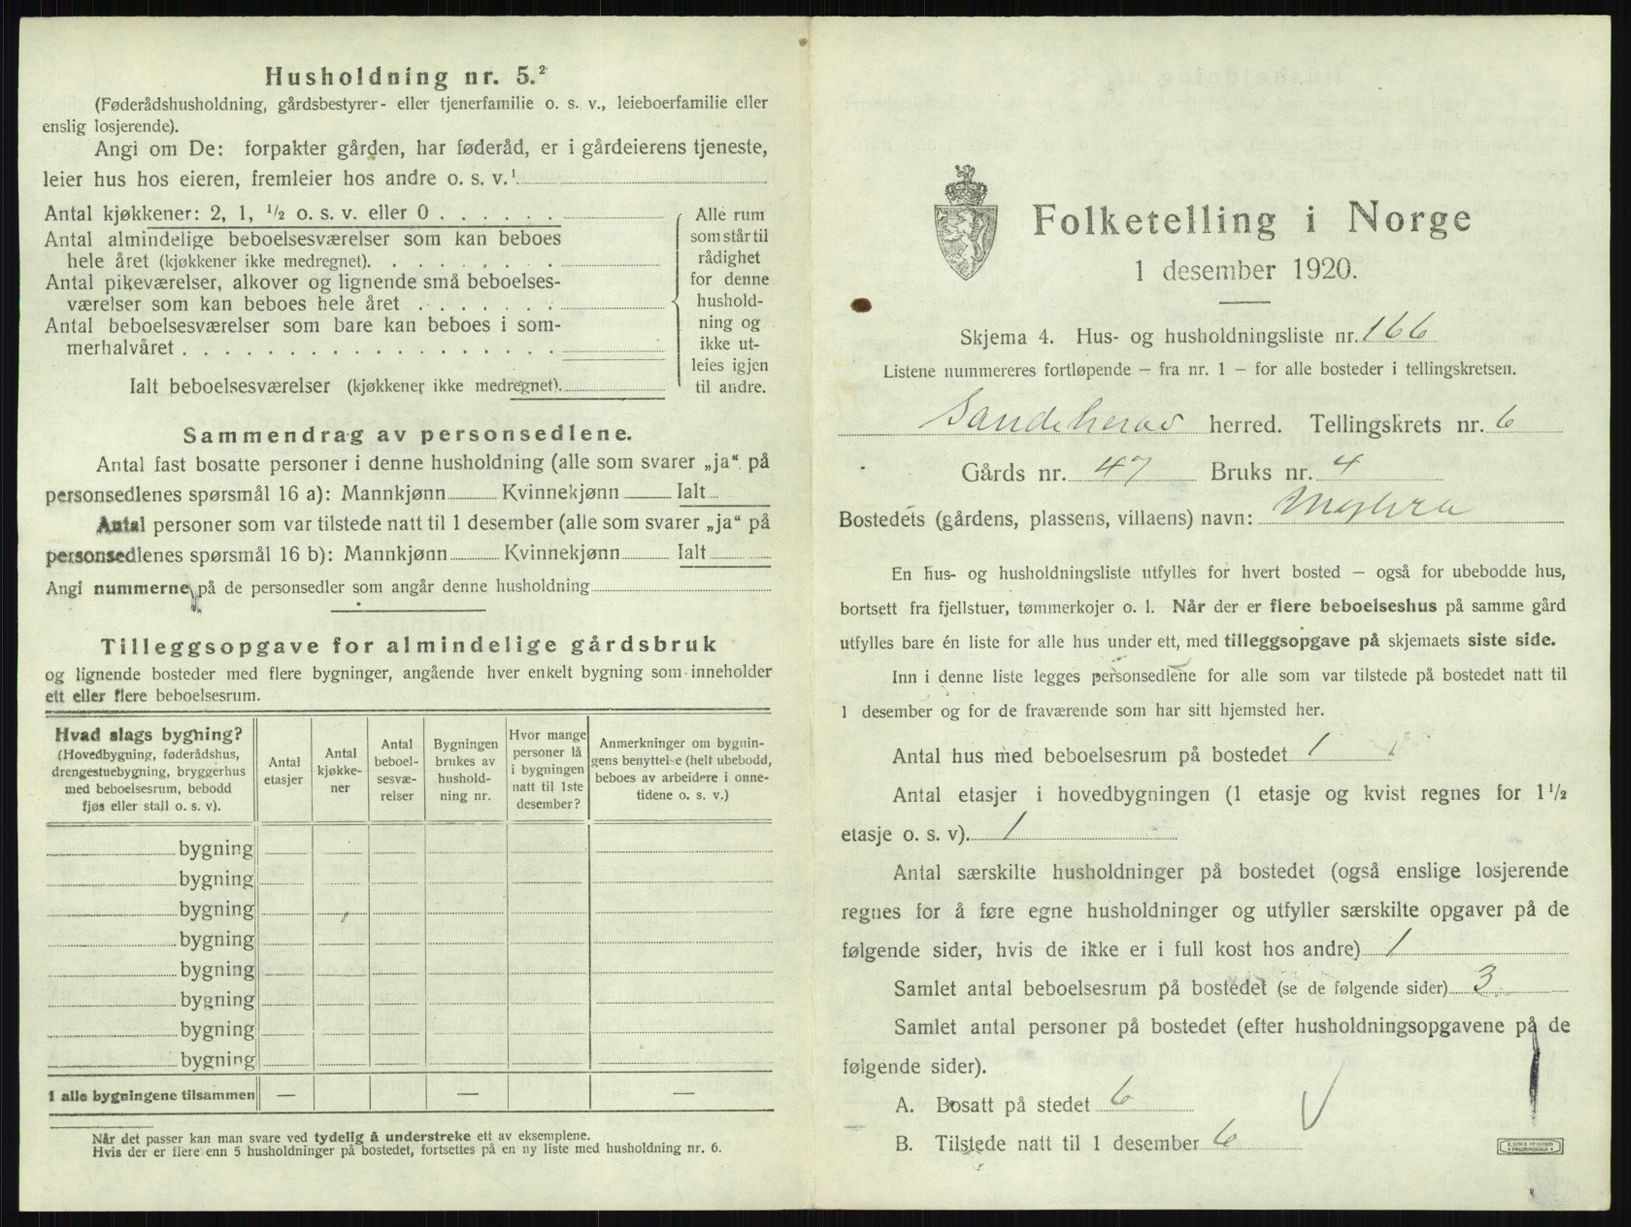 Husholdning nr. 5.²
(Føderådshusholdning, gårdsbestyrer- eller tjenerfamilie o. s. v., leieboerfamilie eller
enslig losjerende).
Angi om De: forpakter gården, har føderåd, er i gårdeierens tjeneste,
leier hus hos eieren, fremleier hos andre o. s. v.¹
Antal kjøkkener: 2, 1, ½ o. s. v. eller 0
Antal almindelige beboelsesværelser som kan beboes
hele året (kjøkkener ikke medregnet).
Antal pikeværelser, alkover og lignende små beboelses-
værelser som kan beboes hele året
Antal beboelsesværelser som bare kan beboes i som-
merhalvåret
Ialt beboelsesværelser (kjøkkener ikke medregnet).
Alle rum
som står til
rådighet
for denne
hushold-
ning og
ikke ut-
leies igjen
til andre.
Sammendrag av personsedlene.
Antal fast bosatte personer i denne husholdning (alle som svarer „ja“ på
personsedlenes spørsmål 16 a): Mannkjønn Kvinnekjønn Ialt
Antal personer som var tilstede natt til 1 desember (alle som svarer „ja“ på
personsedlenes spørsmål 16 b): Mannkjønn Kvinnekjønn Ialt
Angi nummerne på de personsedler som angår denne husholdning
Tilleggsopgave for almindelige gårdsbruk
og lignende bosteder med flere bygninger, angående hver enkelt bygning som inneholder
ett eller flere beboelsesrum.
Hvad slags bygning?
(Hovedbygning, føderådshus,
drengestuebygning, bryggerhus
med beboelsesrum, bebodd
fjøs eller stall o. s. v).
Antal
etasjer
Antal
kjøkke-
ner
Antal
beboel-
sesvæ-
relser
Bygningen
brukes av
hushold-
ning nr.
Hvor mange
personer lå
i bygningen
natt til 1ste
desember?
Anmerkninger om bygnin-
gens benyttelse (helt ubebodd,
beboes av arbeidere i onne-
tidene o. s. v.)
bygning
bygning
bygning
bygning
bygning
bygning
bygning
bygning
I alle bygningene tilsammen — — —
Når det passer kan man svare ved tydelig å understreke ett av eksemplene.
Hvis der er flere enn 5 husholdninger på bostedet, fortsettes på en ny liste med husholdning nr. 6.
Folketelling i Norge
1 desember 1920.
Skjema 4. Hus- og husholdningsliste nr. 166
Listene nummereres fortløpende — fra nr. 1 — for alle bosteder i tellingskretsen.
Sandeherad herred. Tellingskrets nr. 6
Gårds nr. 47 Bruks nr. 4
Bostedets (gårdens, plassens, villaens) navn: Myhra
En hus- og husholdningsliste utfylles for hvert bosted — også for ubebodde hus,
bortsett fra fjellstuer, tømmerkojer o. l. Når der er flere beboelseshus på samme gård
utfylles bare én liste for alle hus under ett, med tilleggsopgave på skjemaets siste side.
Inn i denne liste legges personsedlene for alle som var tilstede på bostedet natt til
1 desember og for de fraværende som har sitt hjemsted her.
Antal hus med beboelsesrum på bostedet 1
Antal etasjer i hovedbygningen (1 etasje og kvist regnes for 1½
etasje o. s. v). 1
Antal særskilte husholdninger på bostedet (også enslige losjerende
regnes for å føre egne husholdninger og utfyller særskilte opgaver på de
følgende sider, hvis de ikke er i full kost hos andre) 1
Samlet antal beboelsesrum på bostedet (se de følgende sider) 3
Samlet antal personer på bostedet (efter husholdningsopgavene på de
følgende sider).
A. Bosatt på stedet 6
B. Tilstede natt til 1 desember 6